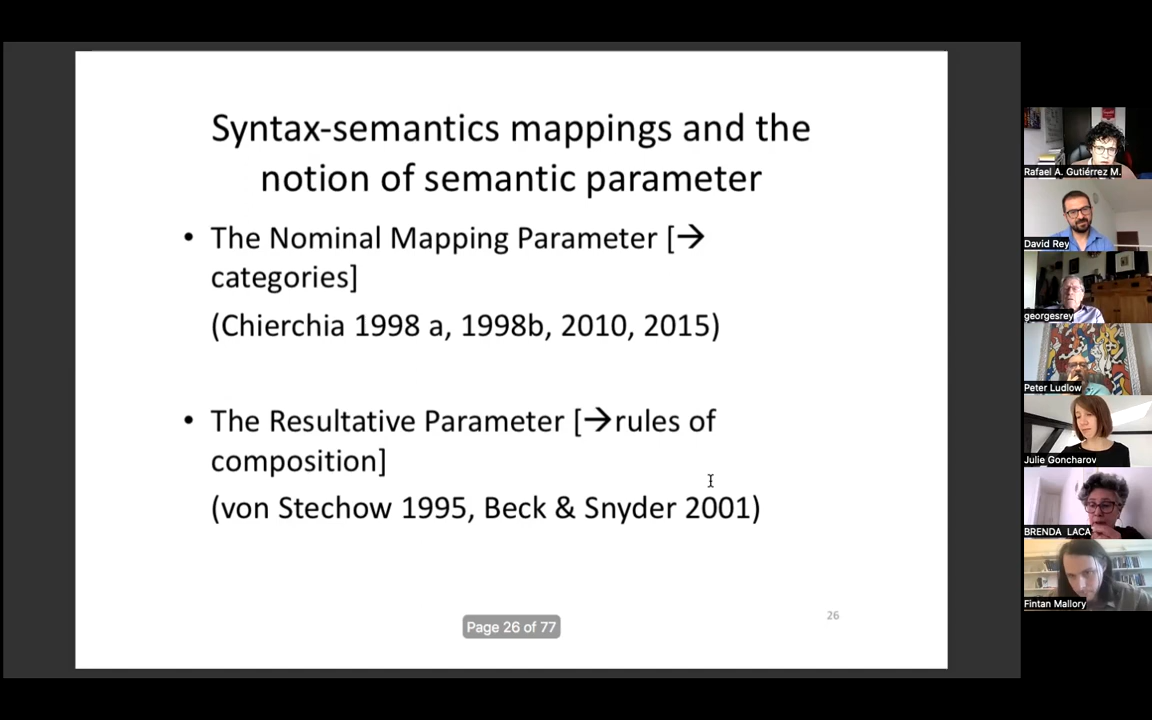 Syntax-semantics mappings and the
notion of semantic parameter
• The Nominal Mapping Parameter [→
categories]
(Chierchia 1998 a, 1998b, 2010, 2015)
• The Resultative Parameter [→rules of
composition]
(von Stechow 1995, Beck & Snyder 2001)
Page 26 of 77
26
Rafael A. Gutiérrez M.
David Rey
georgesrey
Peter Ludlow
Julie Goncharov
BRENDA LACA
Fintan Mallory